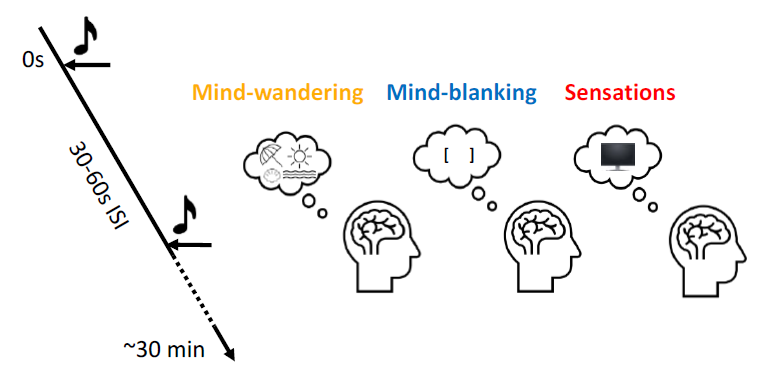 0s
30-60s ISI
~30 min
Mind-wandering
Mind-blanking
Sensations
[ ]